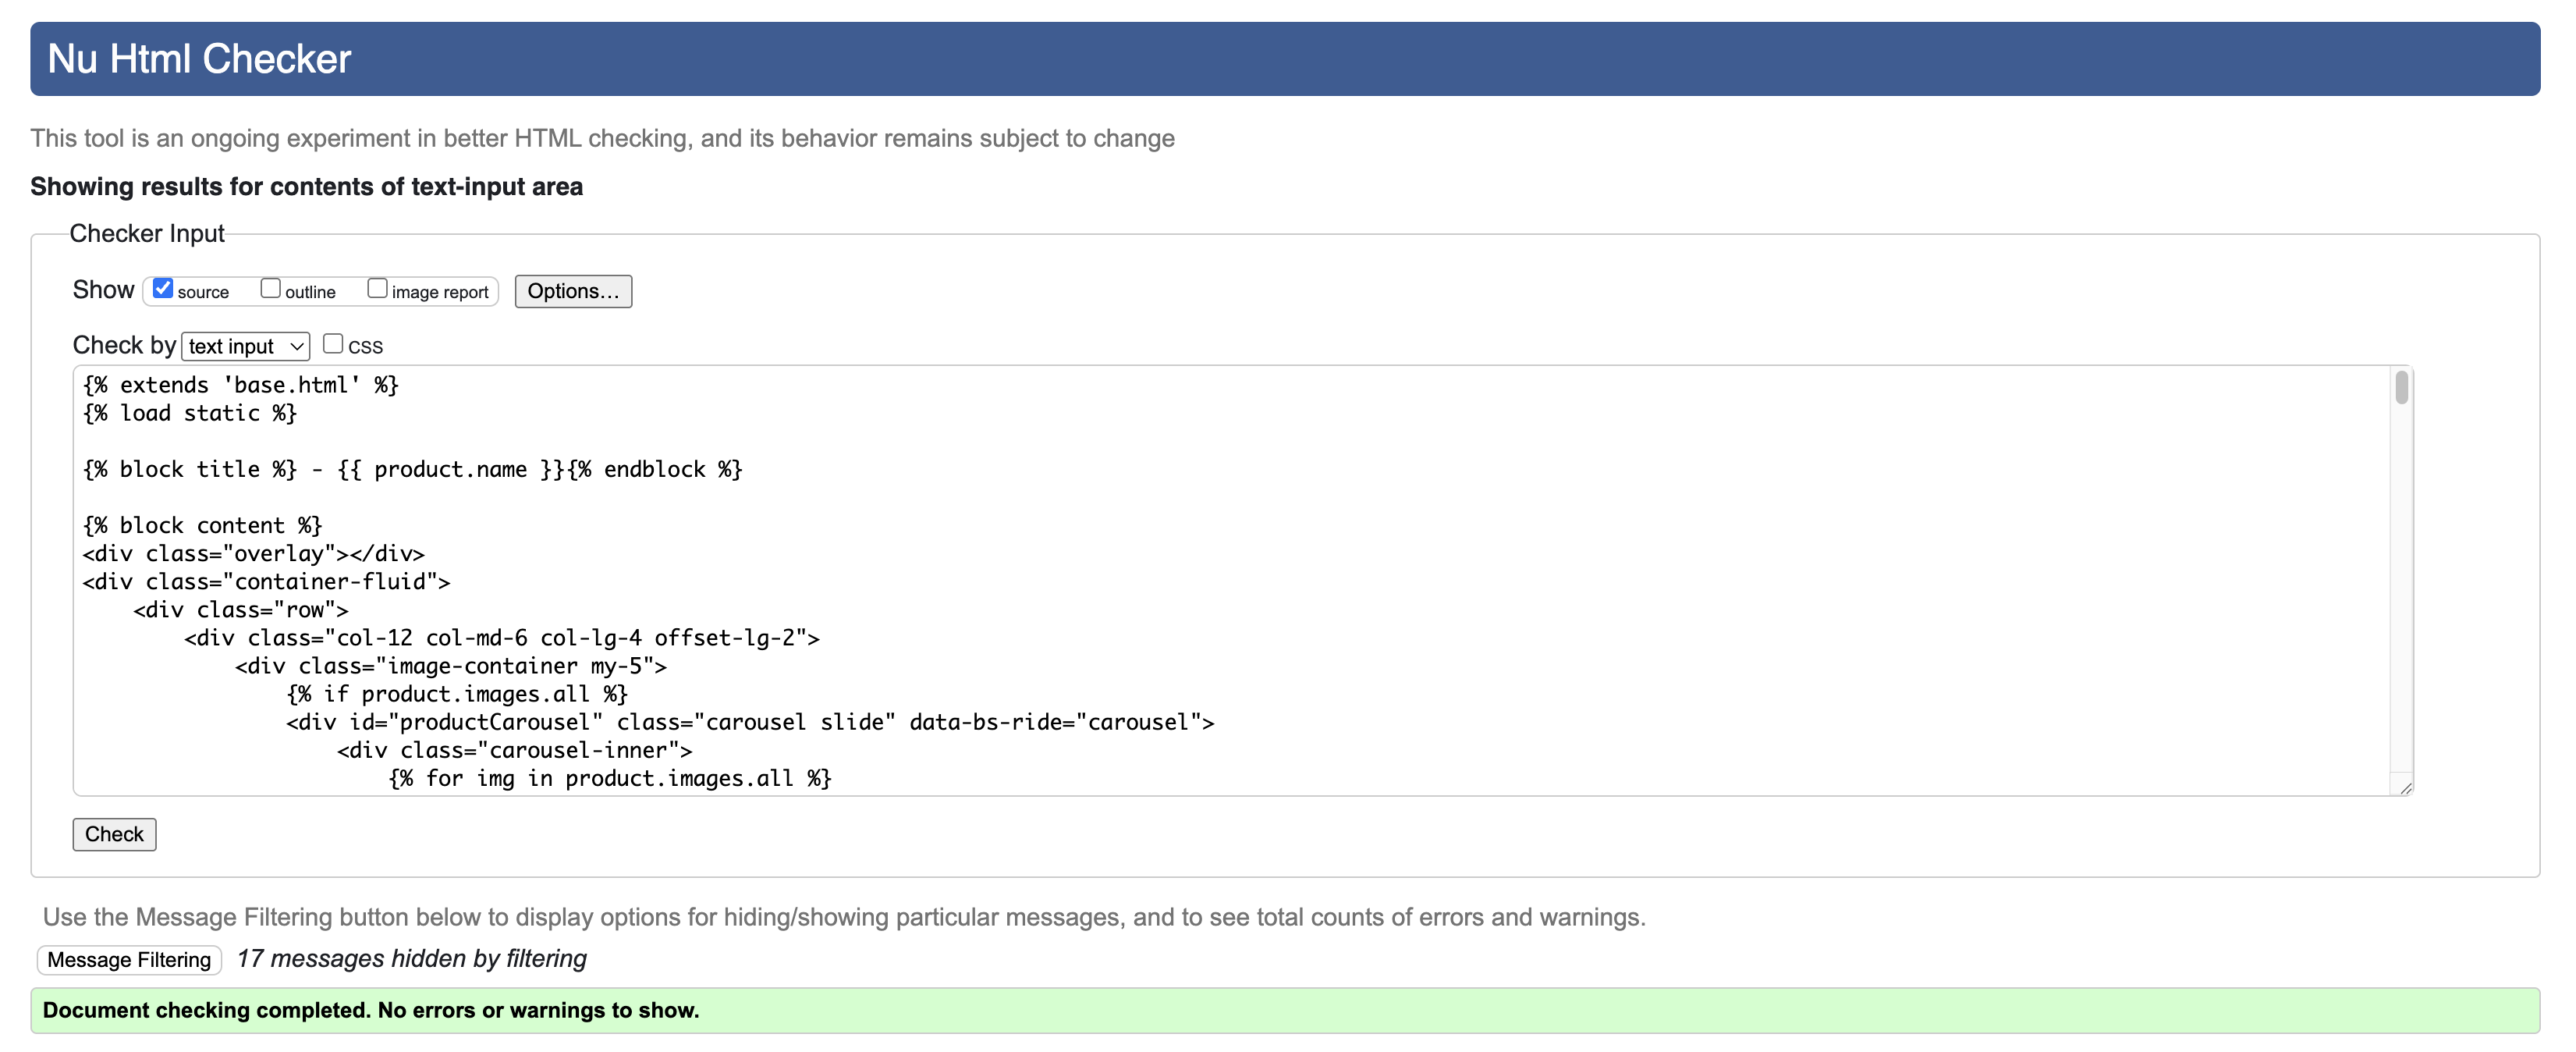 Nu Html Checker
This tool is an ongoing experiment in better HTML checking, and its behavior remains subject to change
Showing results for contents of text-input area
Checker Input
Show source outline image report Options...
Check by text input CSS
{% extends 'base.html' %}
{% load static %}
{% block title %} - {{ product.name }}{% endblock %}
{% block content %}
<div class="overlay"></div>
<div class="container-fluid">
    <div class="row">
        <div class="col-12 col-md-6 col-lg-4 offset-lg-2">
            <div class="image-container my-5">
                {% if product.images.all %}
                <div id="productCarousel" class="carousel slide" data-bs-ride="carousel">
                    <div class="carousel-inner">
                        {% for img in product.images.all %}
Check
Use the Message Filtering button below to display options for hiding/showing particular messages, and to see total counts of errors and warnings.
Message Filtering 17 messages hidden by filtering
Document checking completed. No errors or warnings to show.